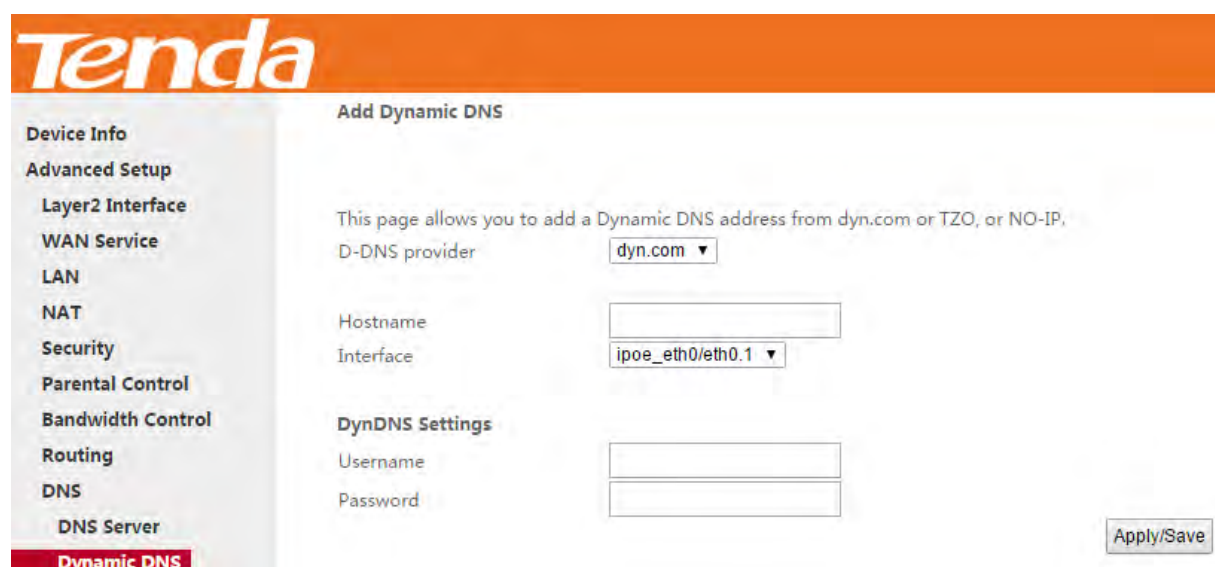 Tenda
Device Info
Advanced Setup
Layer2 Interface
WAN Service
LAN
NAT
Security
Parental Control
Bandwidth Control
Routing
DNS
DNS Server
Dynamic DNS
Add Dynamic DNS
This page allows you to add a Dynamic DNS address from dyn.com or TZO, or NO-IP.
D-DNS provider dyn.com
Hostname
Interface ipoe_eth0/eth0.1
DynDNS Settings
Username
Password
Apply/Save